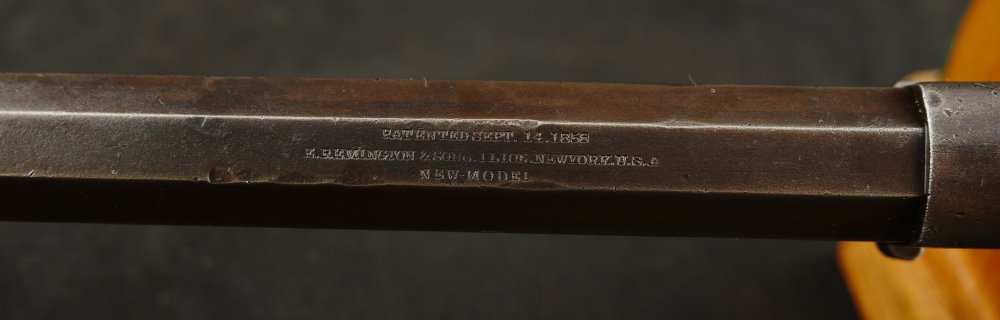 PATENTED SEPT. 14. 1858
E. REMINGTON & SONS, ILION, NEW YORK, U.S.A
NEW-MODEL